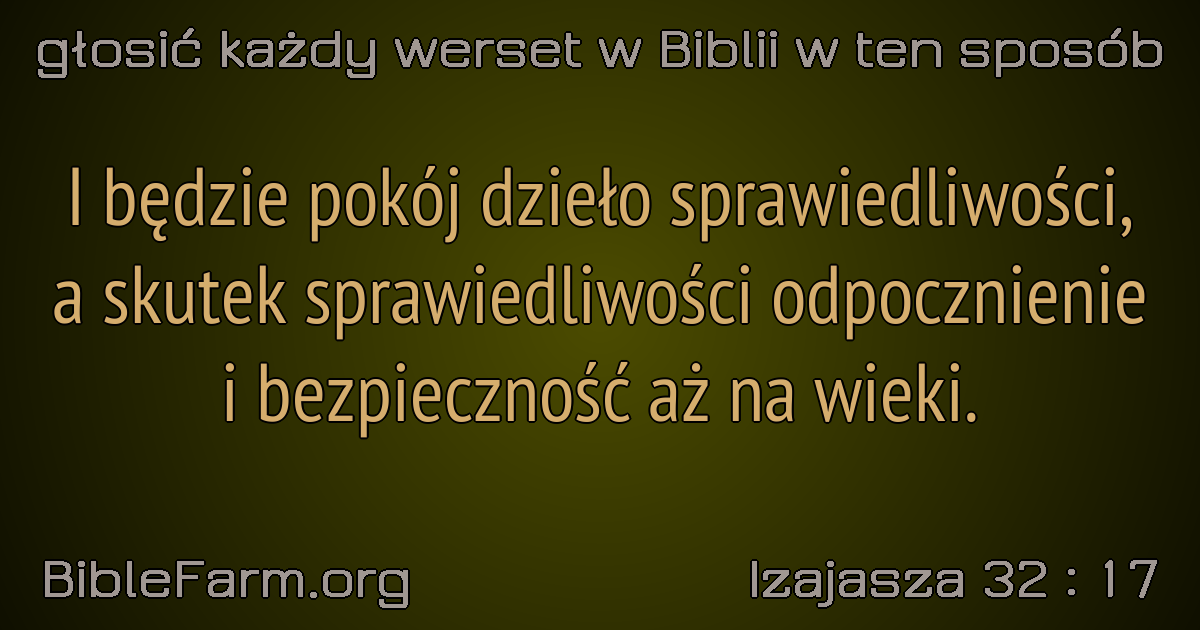 głosić każdy werset w Biblii w ten sposób
I będzie pokój dzieło sprawiedliwości,
a skutek sprawiedliwości odpocznienie
i bezpieczność aż na wieki.
BibleFarm.org
Izajasza 32 : 17